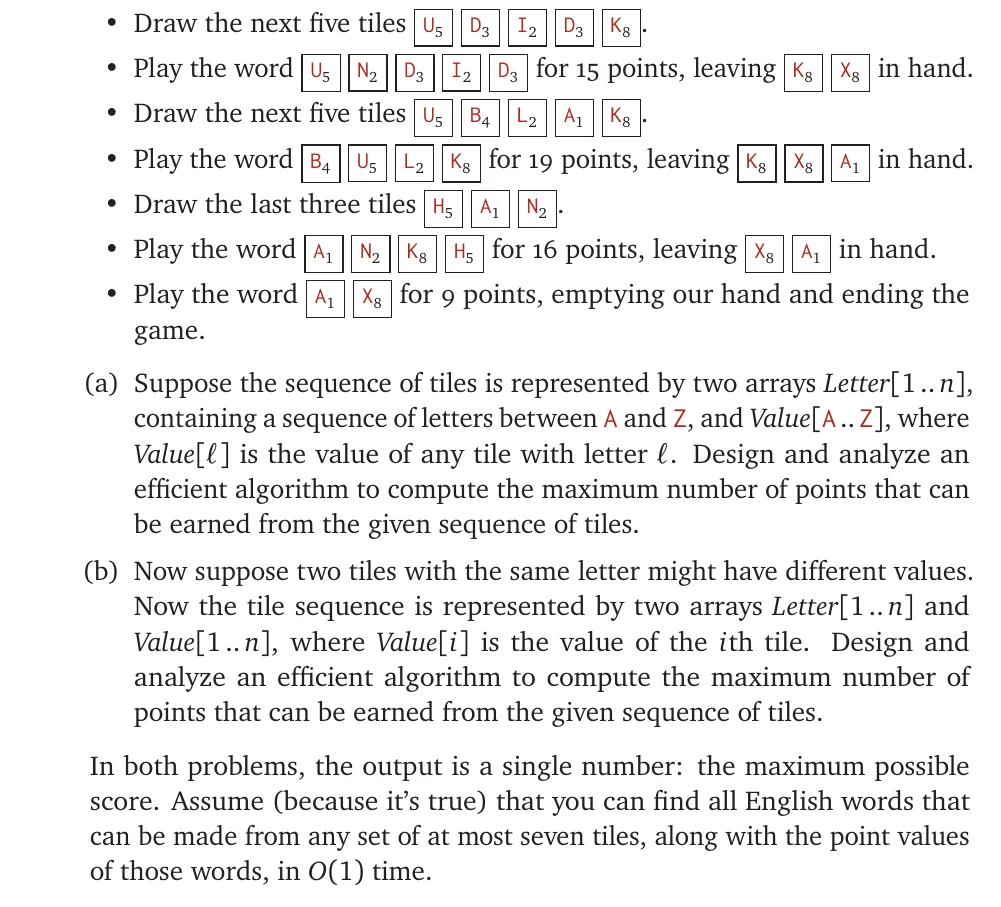 • Draw the next five tiles U5 D3 I2 D3 K8.
• Play the word U5 N2 D3 I2 D3 for 15 points, leaving K8 X8 in hand.
• Draw the next five tiles U5 B4 L2 A1 K8.
• Play the word B4 U5 L2 K8 for 19 points, leaving K8 X8 A1 in hand.
• Draw the last three tiles H5 A1 N2.
• Play the word A1 N2 K8 H5 for 16 points, leaving X8 A1 in hand.
• Play the word A1 X8 for 9 points, emptying our hand and ending the
game.
(a) Suppose the sequence of tiles is represented by two arrays Letter[1 .. n],
containing a sequence of letters between A and Z, and Value[A .. Z], where
Value[ℓ] is the value of any tile with letter ℓ. Design and analyze an
efficient algorithm to compute the maximum number of points that can
be earned from the given sequence of tiles.
(b) Now suppose two tiles with the same letter might have different values.
Now the tile sequence is represented by two arrays Letter[1 .. n] and
Value[1 .. n], where Value[i] is the value of the ith tile. Design and
analyze an efficient algorithm to compute the maximum number of
points that can be earned from the given sequence of tiles.
In both problems, the output is a single number: the maximum possible
score. Assume (because it’s true) that you can find all English words that
can be made from any set of at most seven tiles, along with the point values
of those words, in O(1) time.